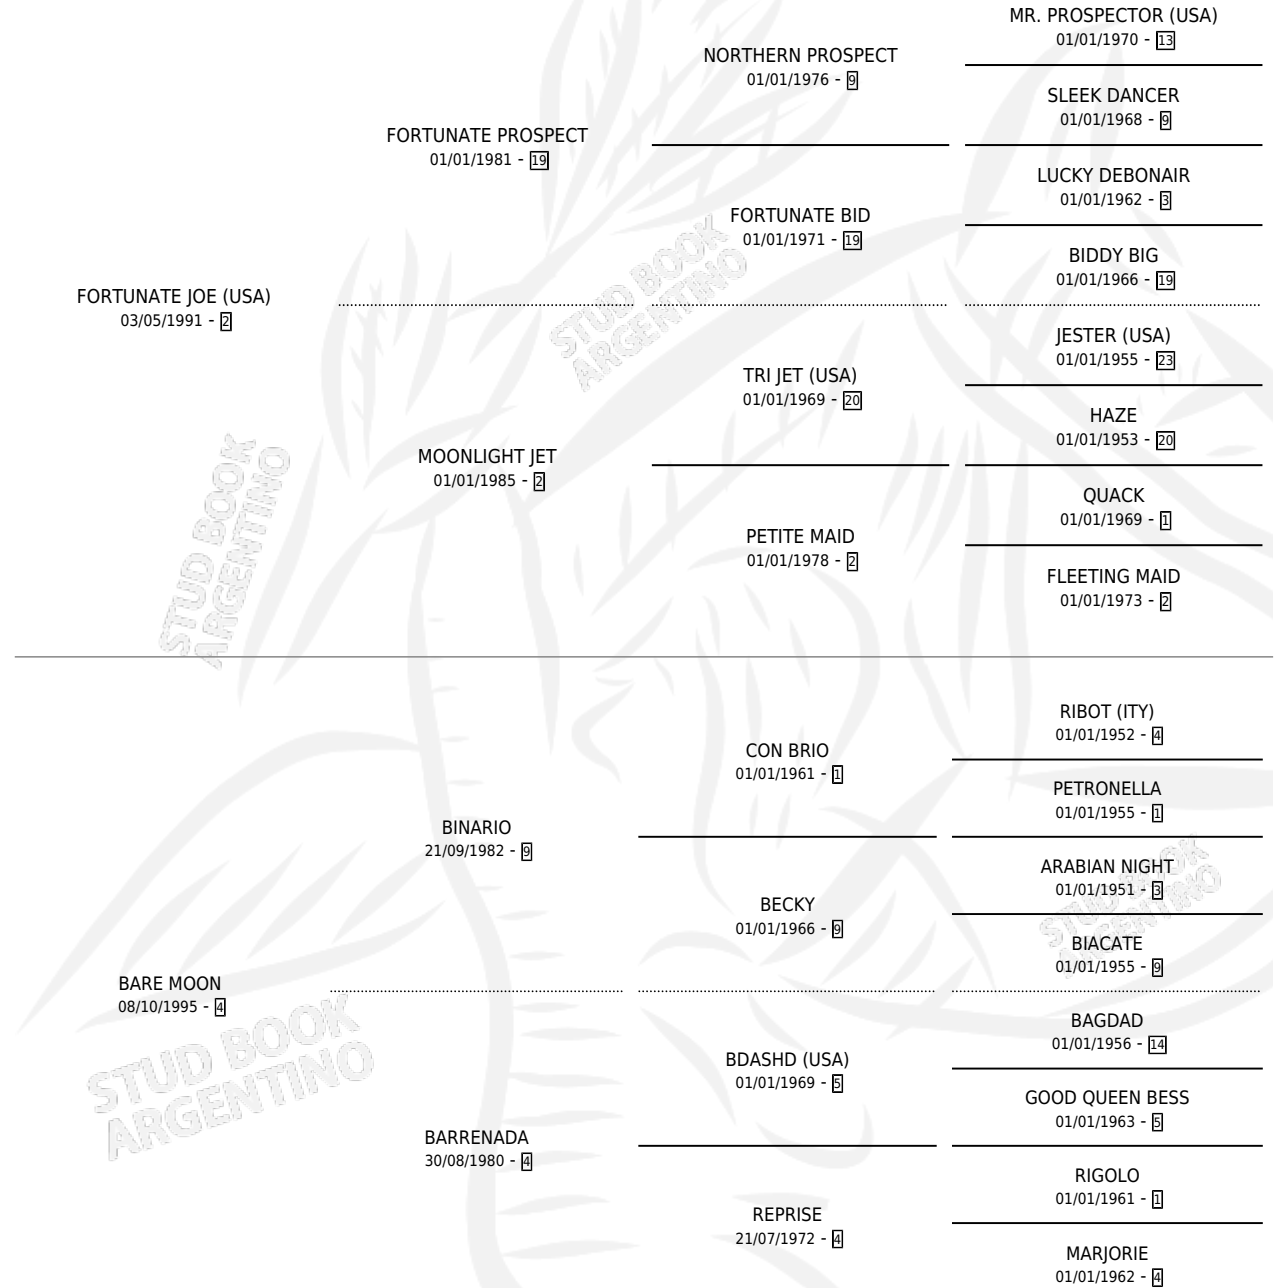 MR. PROSPECTOR (USA)
01/01/1970 - 13
NORTHERN PROSPECT
01/01/1976 - 9
SLEEK DANCER
01/01/1968 - 9
FORTUNATE PROSPECT
01/01/1981 - 19
LUCKY DEBONAIR
01/01/1962 - 3
FORTUNATE BID
01/01/1971 - 19
BIDDY BIG
01/01/1966 - 19
FORTUNATE JOE (USA)
03/05/1991 - 2
STUD BOOK
ARGENTINO
JESTER (USA)
01/01/1955 - 23
TRI JET (USA)
01/01/1969 - 20
HAZE
01/01/1953 - 20
MOONLIGHT JET
01/01/1985 - 2
QUACK
01/01/1969 - 1
PETITE MAID
01/01/1978 - 2
FLEETING MAID
01/01/1973 - 2
STUD BOOK
ARGENTINO
RIBOT (ITY)
01/01/1952 - 4
CON BRIO
01/01/1961 - 1
PETRONELLA
01/01/1955 - 1
BINARIO
21/09/1982 - 9
ARABIAN NIGHT
01/01/1951 - 3
BECKY
01/01/1966 - 9
STUD BOOK
ARGENTINO
BIACATE
01/01/1955 - 9
BARE MOON
08/10/1995 - 4
STUD BOOK
ARGENTINO
BAGDAD
01/01/1956 - 14
BDASHD (USA)
01/01/1969 - 5
GOOD QUEEN BESS
01/01/1963 - 5
BARRENADA
30/08/1980 - 4
RIGOLO
01/01/1961 - 1
REPRISE
21/07/1972 - 4
MARJORIE
01/01/1962 - 4